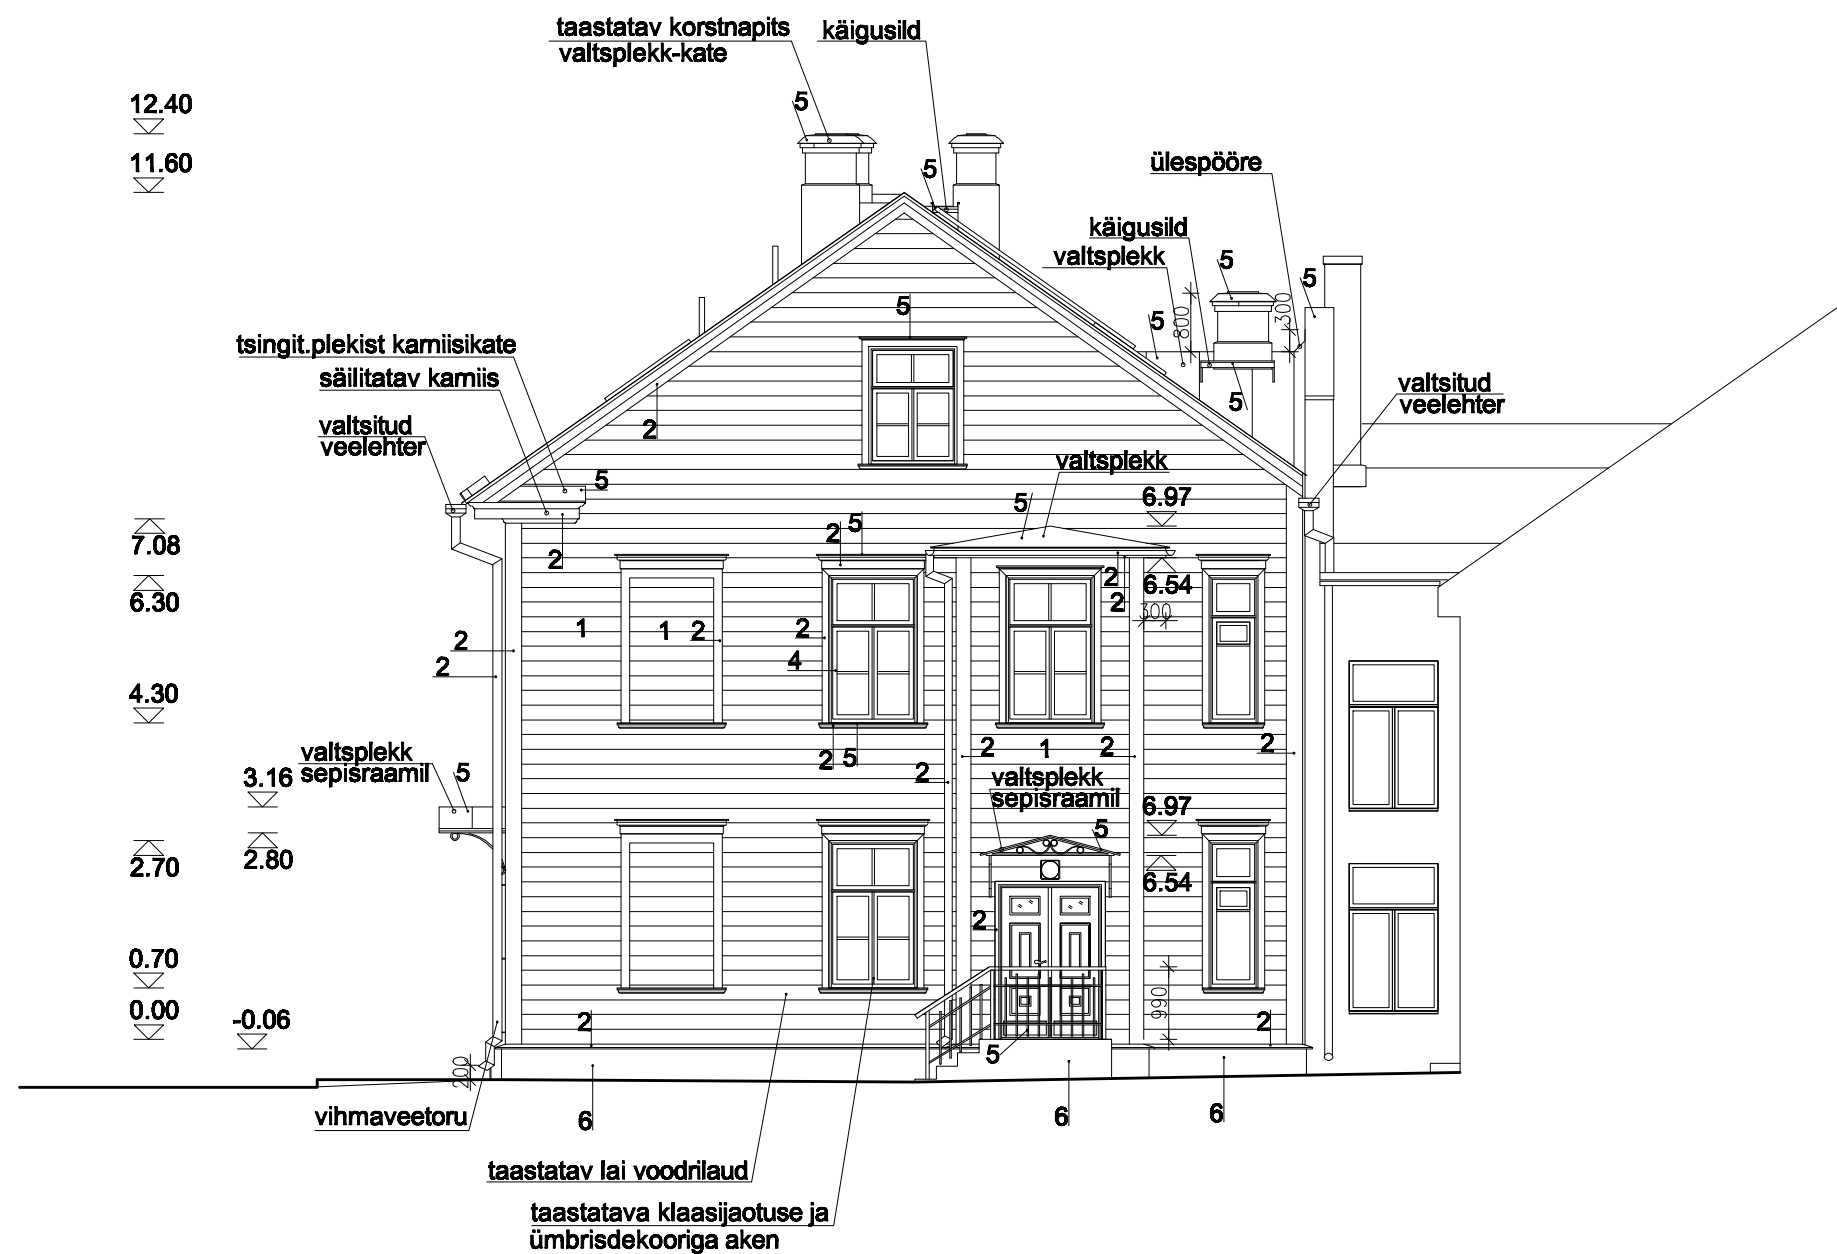 taastatav korstnapits
valtsplekk-kate
käigusild
12.40
5
11.60
5
ülespööre
käigusild
valtsplekk
5
5
5
5
800
300
tsingit.plekist karniisikate
säilitatav karniis
valtsitud
veelehter
valtsitud
veelehter
5
2
valtsplekk
5
6.97
5
7.08
2
5
2
2
6.54
6.30
2
300
1
1
2
2
2
4
2
4.30
2
5
2
2
1
2
2
valtsplekk
sepisraamil
5
3.16
valtsplekk
sepisraamil
6.97
5
2.70
2.80
6.54
2
0.70
0.00
-0.06
2
990
2
5
200
vihmaveetoru
6
6
6
taastatav lai voodrilaud
taastatava klaasijaotuse ja
ümbrisdekooriga aken